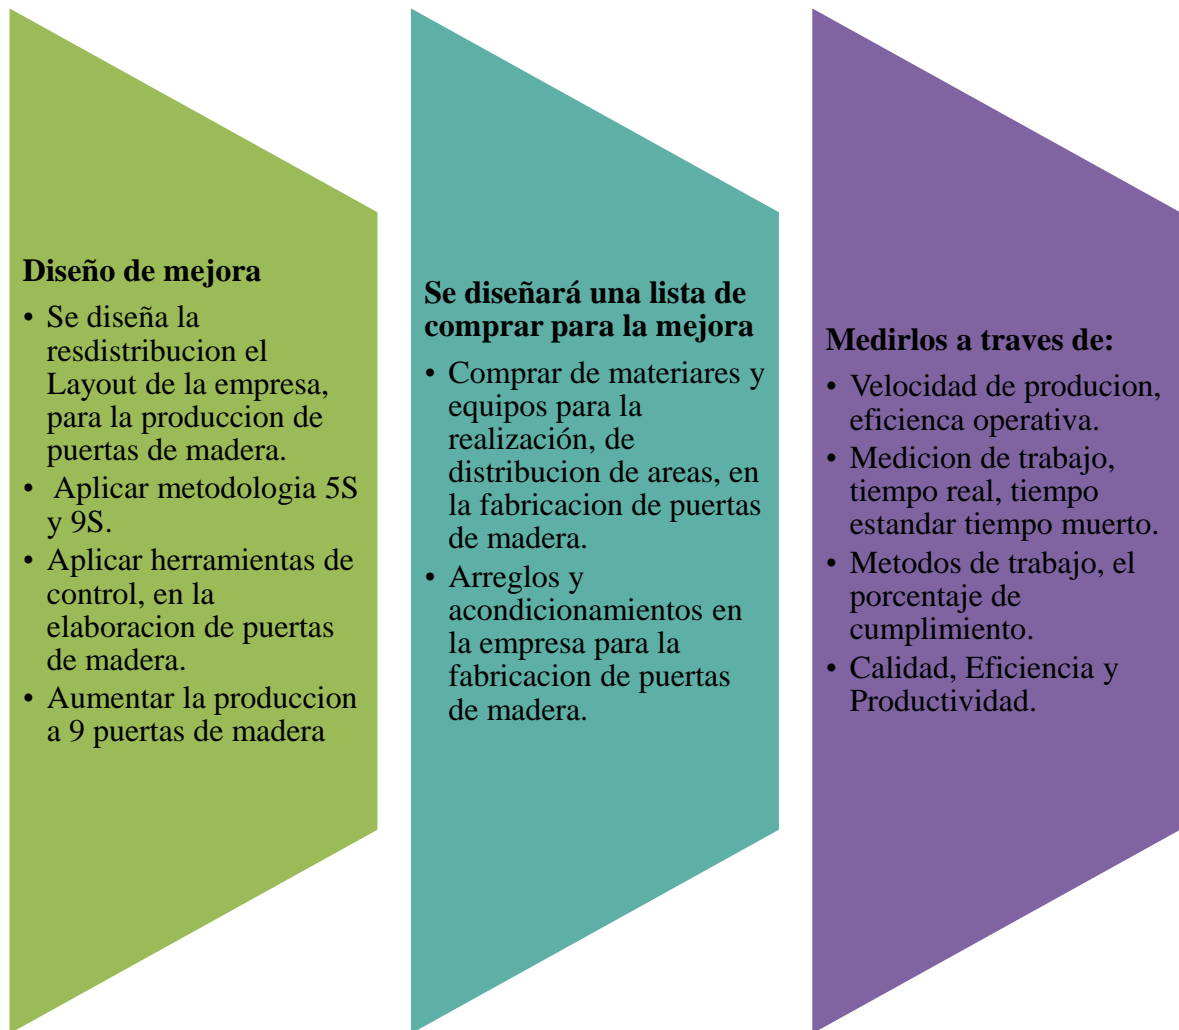 Diseño de mejora
• Se diseña la
resdistribucion el
Layout de la empresa,
para la produccion de
puertas de madera.
• Aplicar metodologia 5S
y 9S.
• Aplicar herramientas de
control, en la
elaboracion de puertas
de madera.
• Aumentar la produccion
a 9 puertas de madera
Se diseñará una lista de
comprar para la mejora
• Comprar de materiares y
equipos para la
realización, de
distribucion de areas, en
la fabricacion de puertas
de madera.
• Arreglos y
acondicionamientos en
la empresa para la
fabricacion de puertas
de madera.
Medirlos a traves de:
• Velocidad de producion,
eficienca operativa.
• Medicion de trabajo,
tiempo real, tiempo
estandar tiempo muerto.
• Metodos de trabajo, el
porcentaje de
cumplimiento.
• Calidad, Eficiencia y
Productividad.